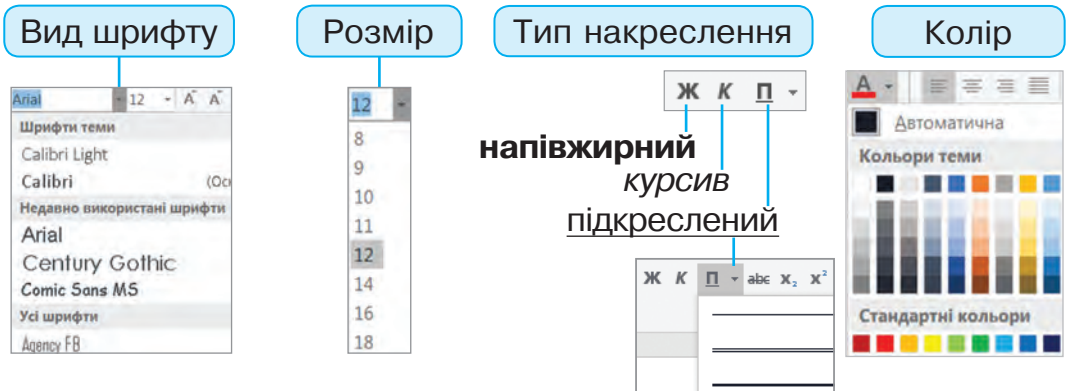 Вид шрифту
Розмір
Тип накреслення
Колір
Arial 12 A A
Шрифти теми
Calibri Light
Calibri (Oc
Недавно використані шрифти
Arial
Century Gothic
Comic Sans MS
Усі шрифти
Agency FB
12
8
9
10
11
12
14
16
18
Ж К П
напівжирний
курсив
підкреслений
Ж К П abc x₂ x²
А
Автоматична
Кольори теми
Стандартні кольори